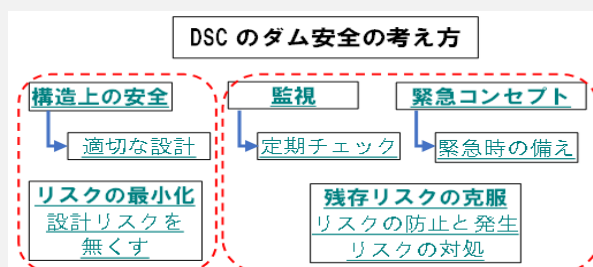 DSC のダム安全の考え方
構造上の安全
監視
緊急コンセプト
適切な設計
定期チェック
緊急時の備え
リスクの最小化
設計リスクを
無くす
残存リスクの克服
リスクの防止と発生
リスクの対処